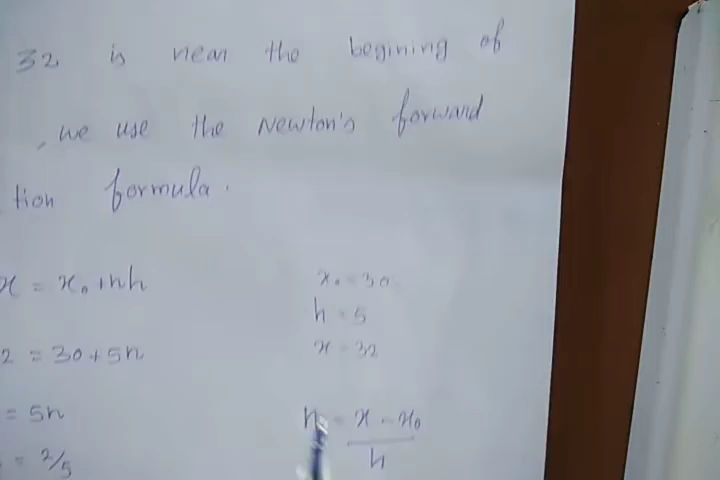 32 is near the begining of
, we use the Newton's forward
tion formula.
x = x₀ + nh
x₀ = 30
h = 5
2 = 30 + 5n
x = 32
= 5n
n = x - x₀ / h
= 2/5